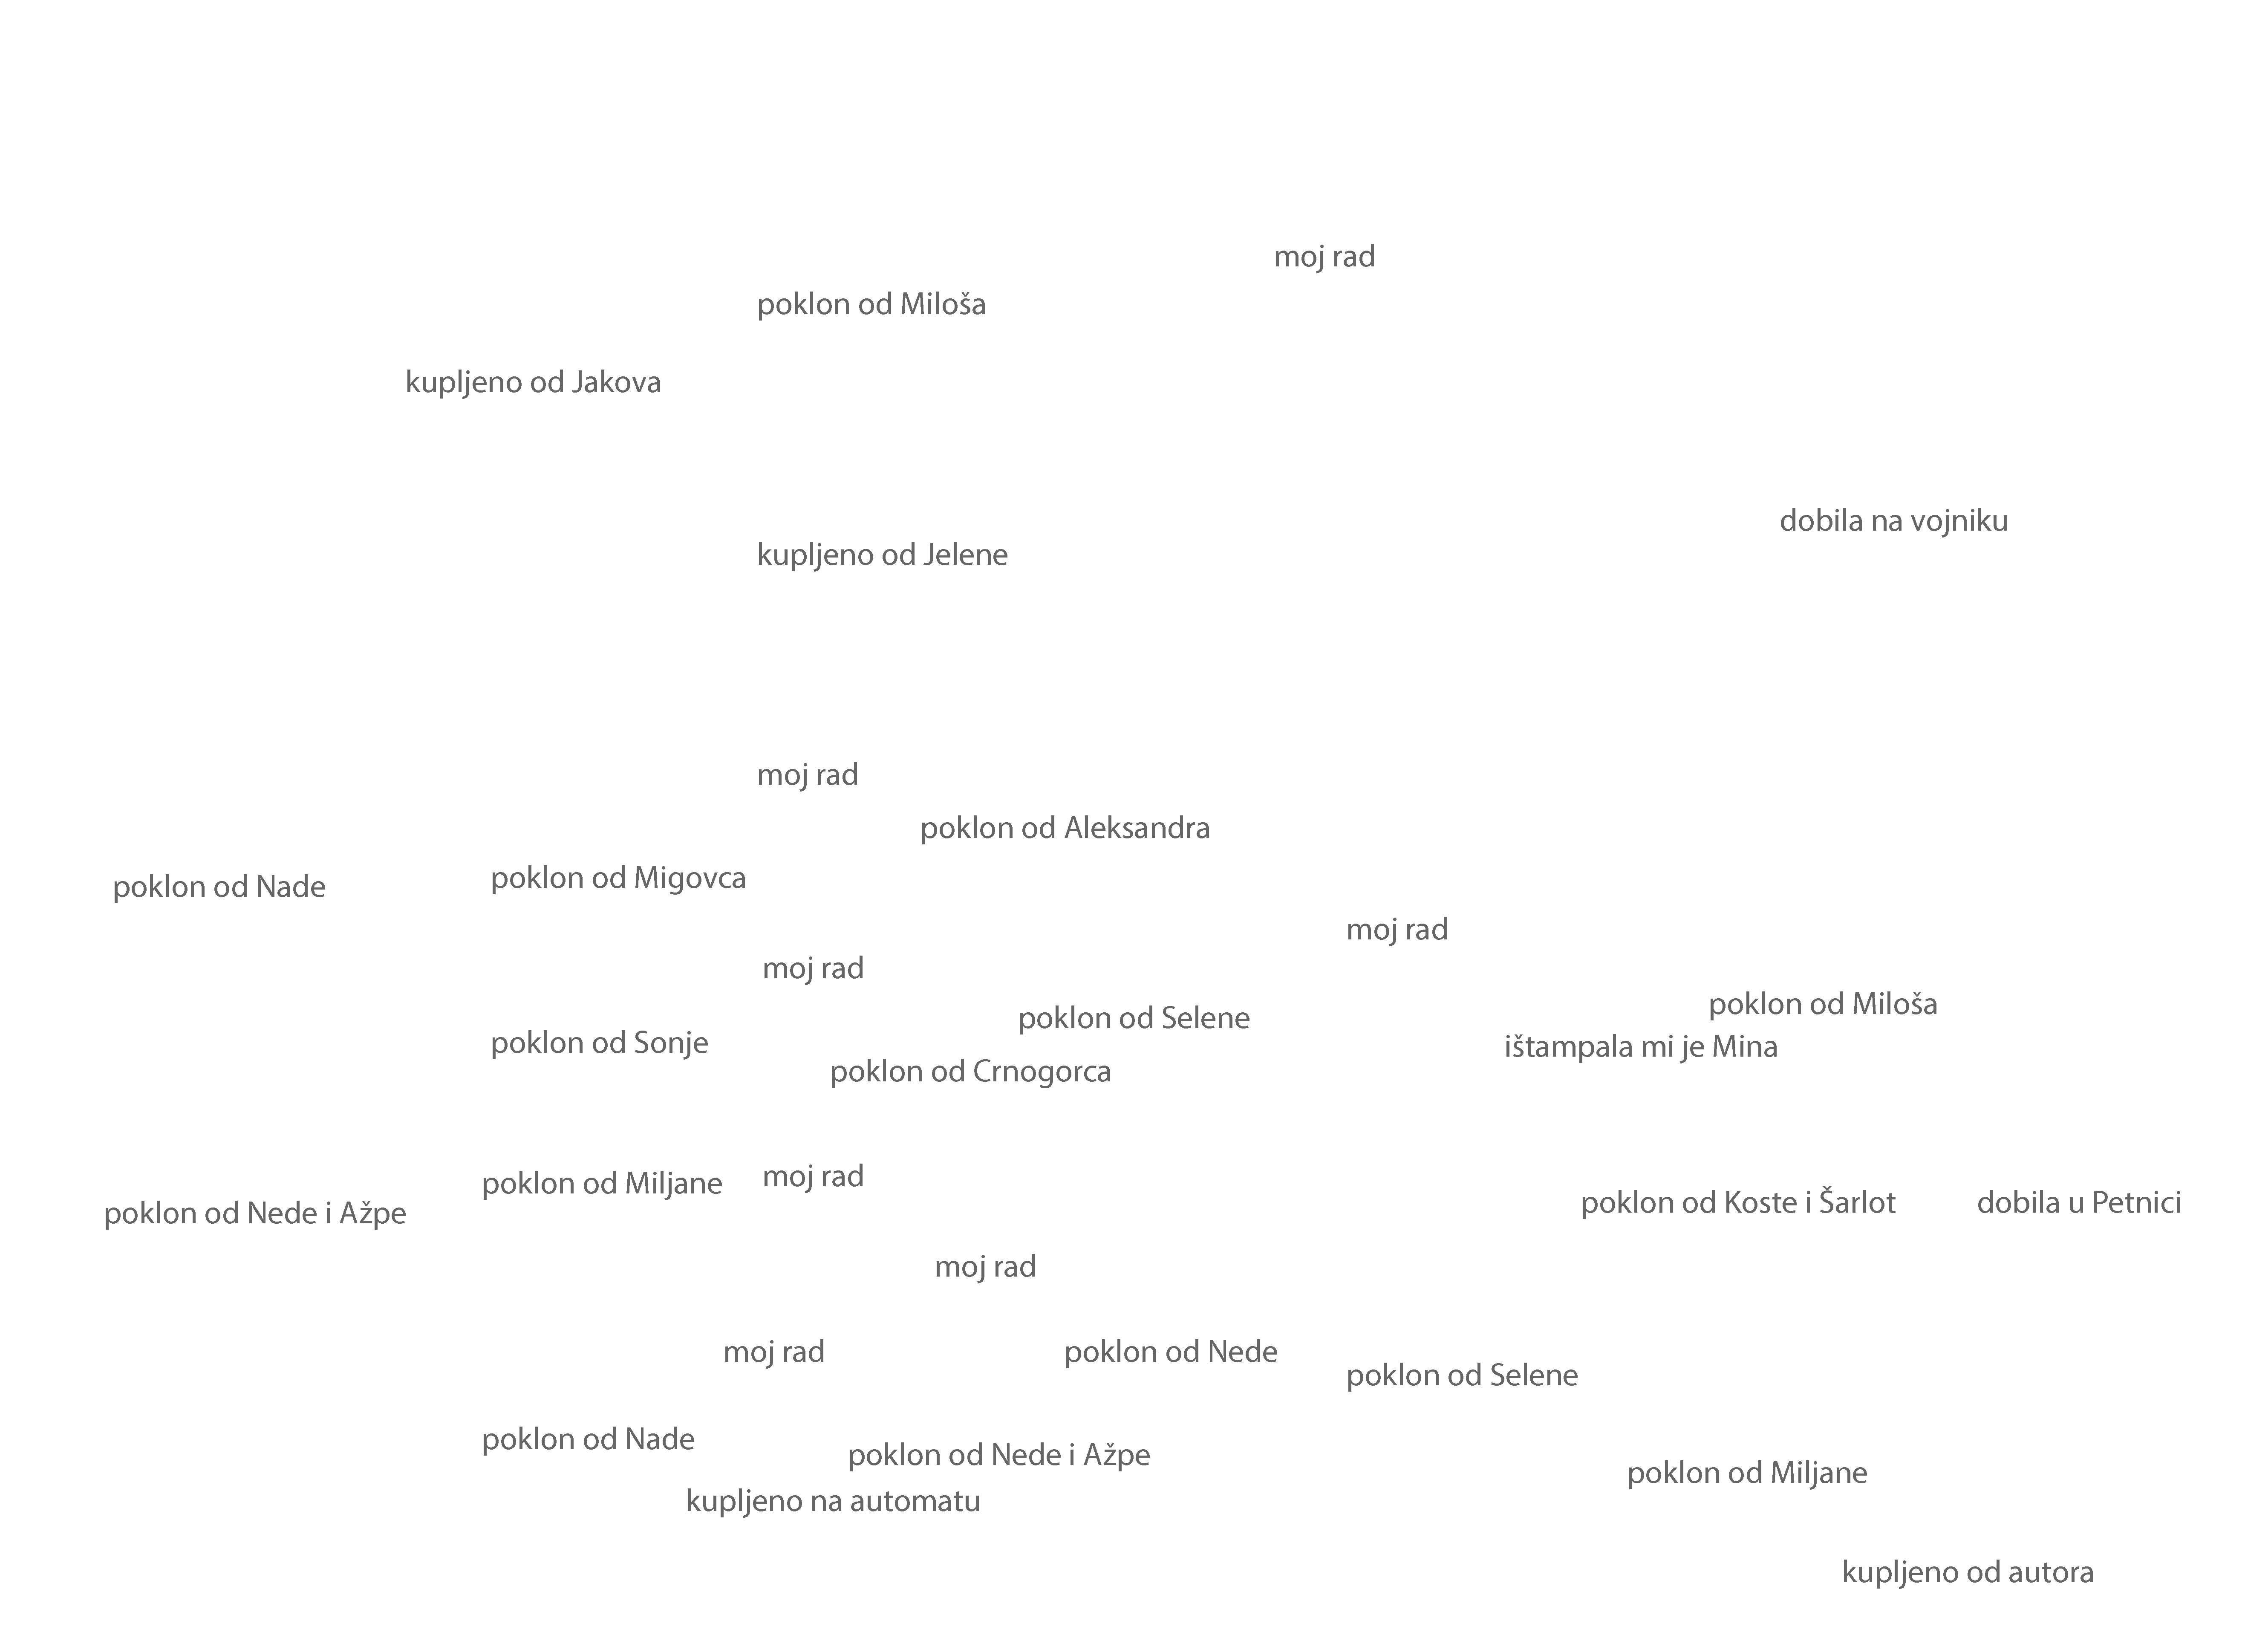 moj rad
poklon od Miloša
kupljeno od Jakova
dobila na vojniku
kupljeno od Jelene
moj rad
poklon od Aleksandra
poklon od Migovca
poklon od Nade
moj rad
moj rad
poklon od Miloša
poklon od Selene
poklon od Sonje
ištampala mi je Mina
poklon od Crnogorca
moj rad
poklon od Miljane
poklon od Koste i Šarlot
dobila u Petnici
poklon od Nede i Ažpe
moj rad
moj rad
poklon od Nede
poklon od Selene
poklon od Nade
poklon od Nede i Ažpe
poklon od Miljane
kupljeno na automatu
kupljeno od autora